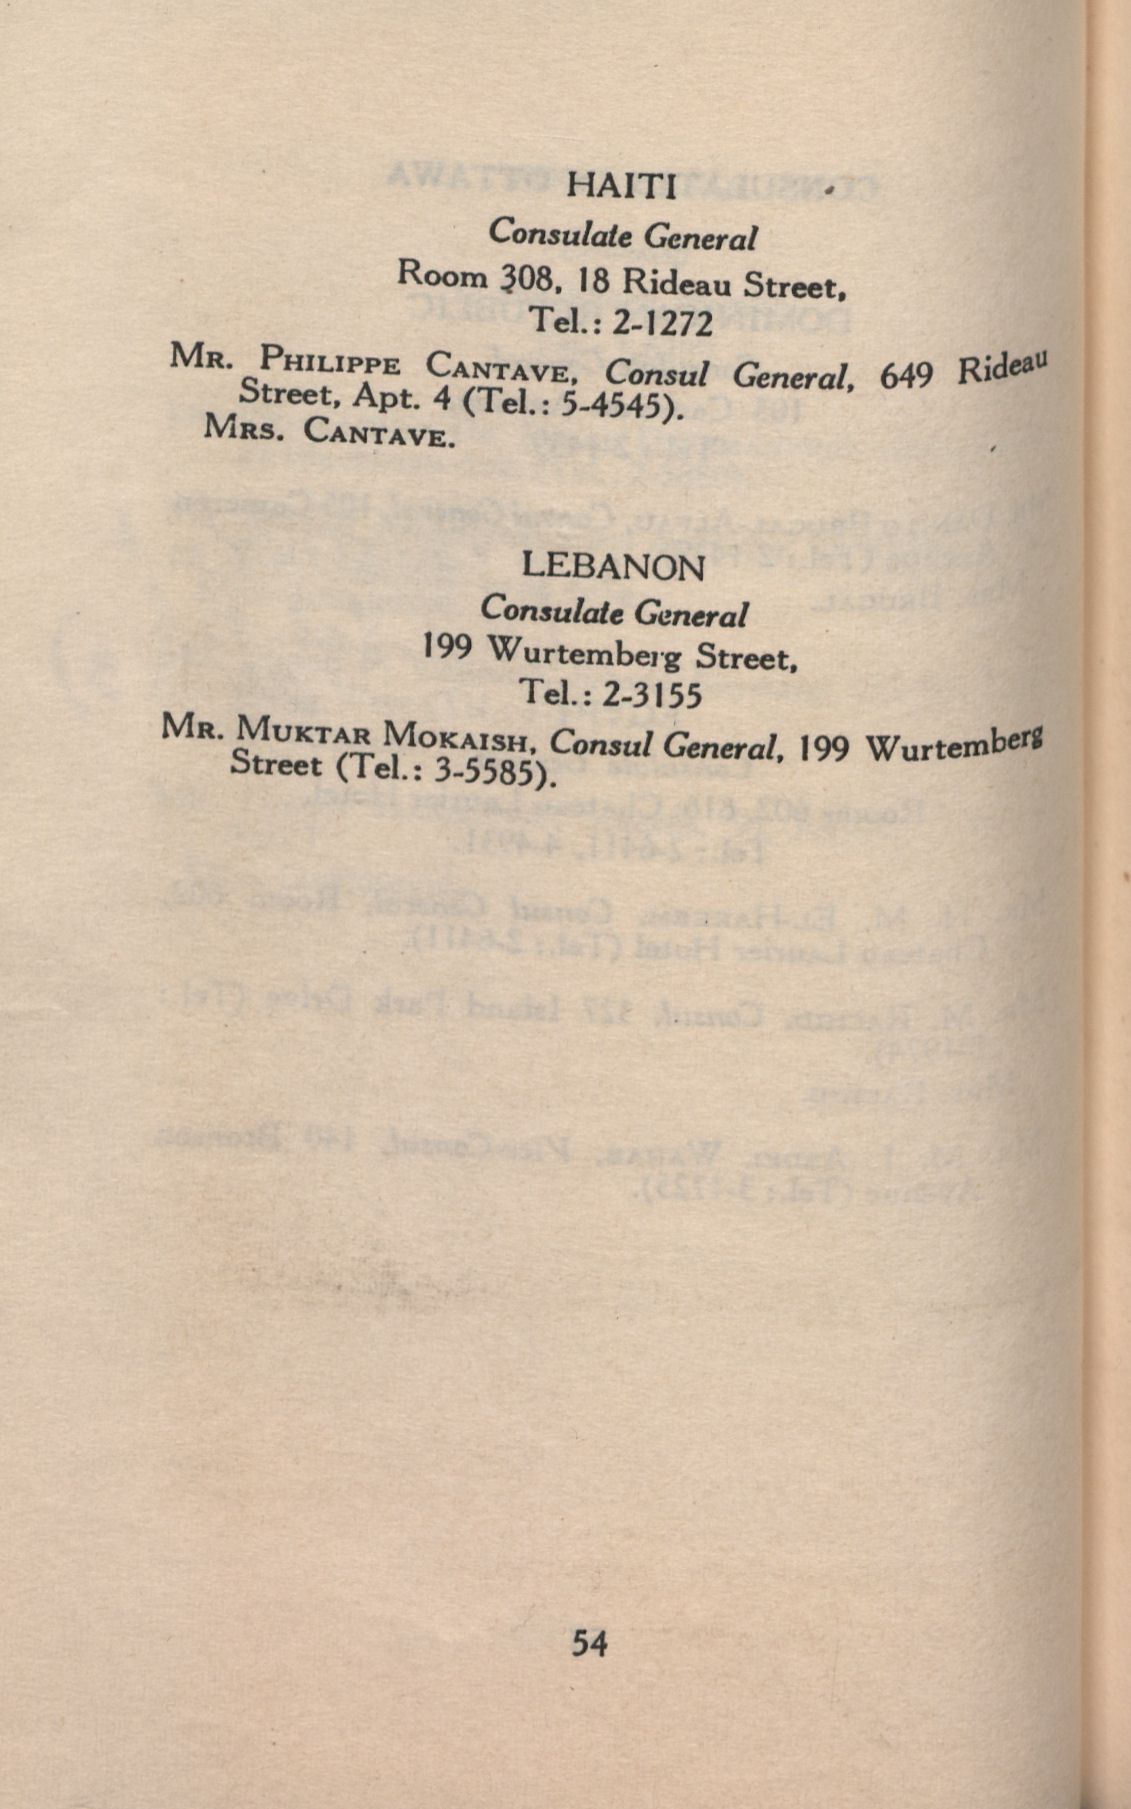 HAITI
Consulate General
Room 308, 18 Rideau Street,
Tel.: 2-1272
MR. PHILIPPE CANTAVE, Consul General, 649 Rideau
Street, Apt. 4 (Tel.: 5-4545).
MRS. CANTAVE.
LEBANON
Consulate General
199 Wurtemberg Street,
Tel.: 2-3155
MR. MUKTAR MOKAISH, Consul General, 199 Wurtemberg
Street (Tel.: 3-5585).
54